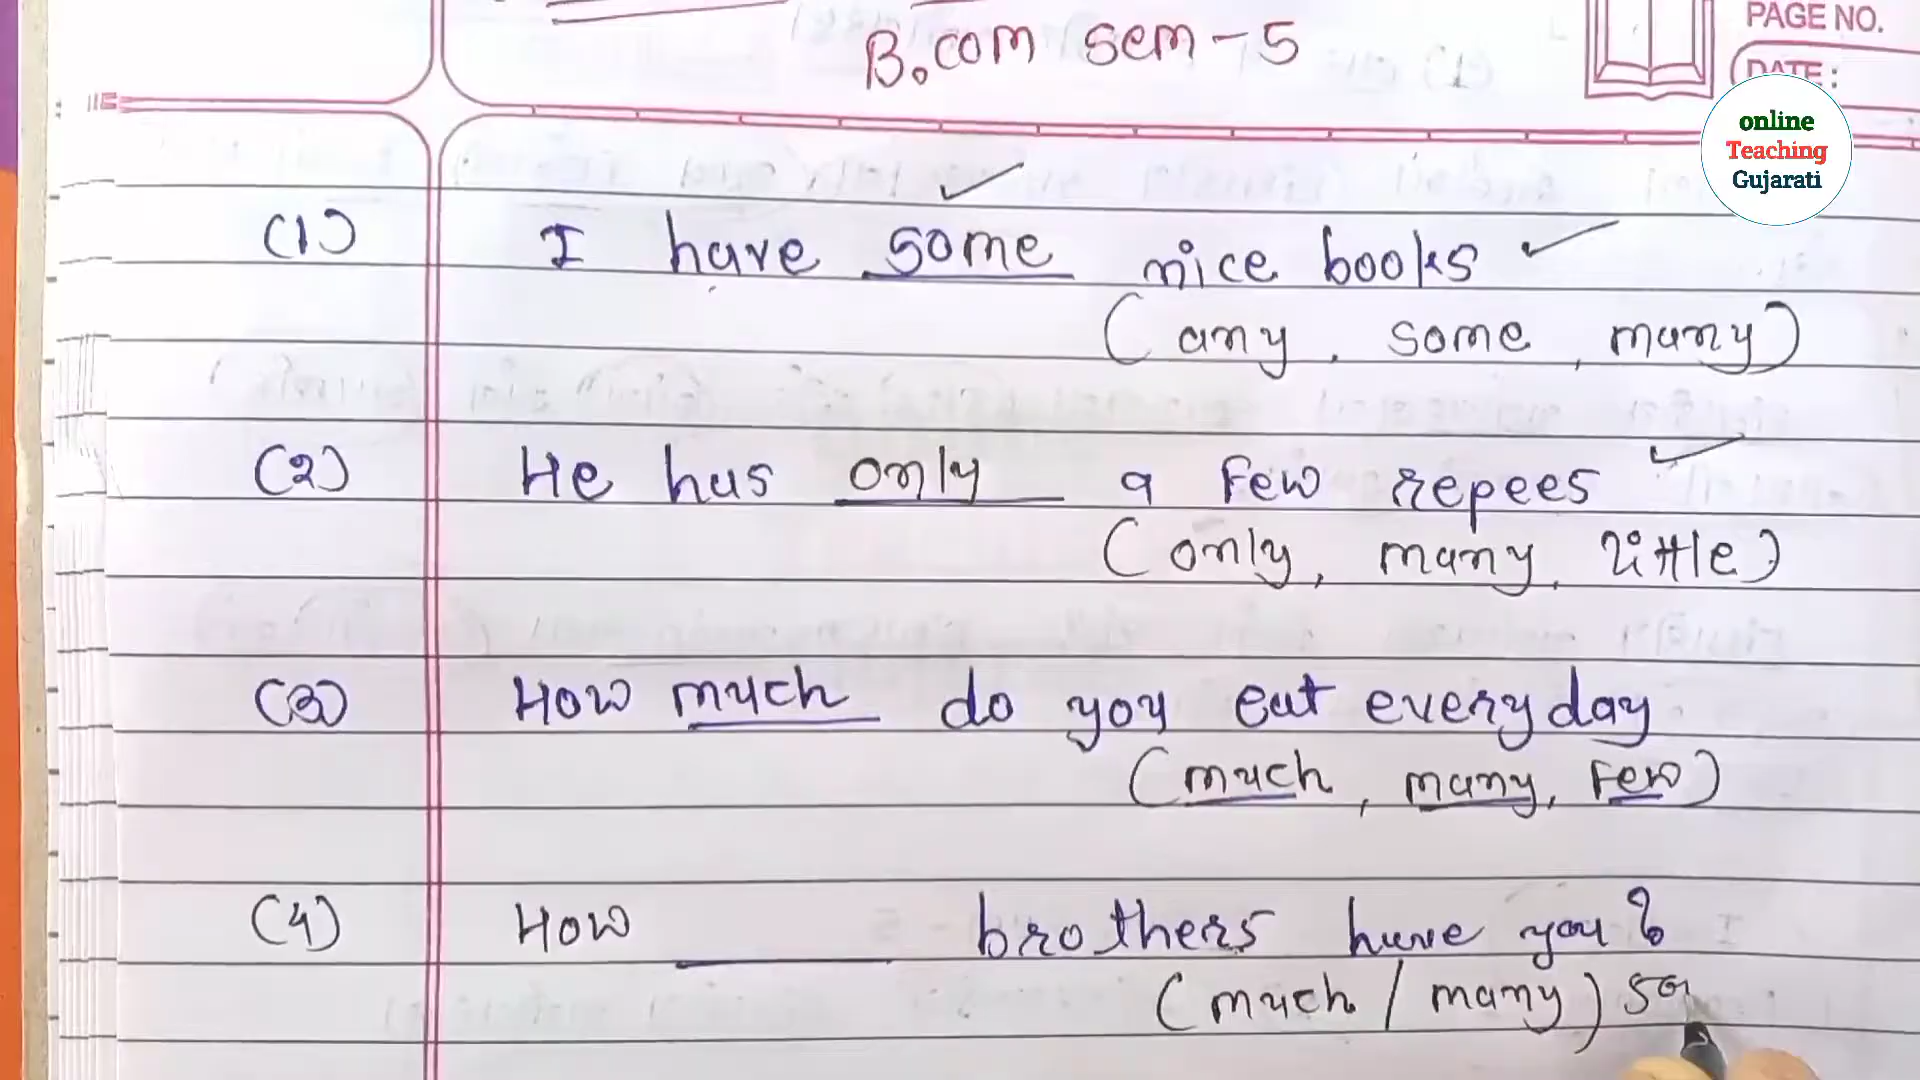 B.com sem-5
PAGE NO.
DATE:
online
Teaching
Gujarati
(1) I have some nice books
(any, some, many)
(2) He has only a few repees
(only, many, little)
(3) How much do you eat everyday
(much, many, few)
(4) How ______ brothers have you?
(much / many) so